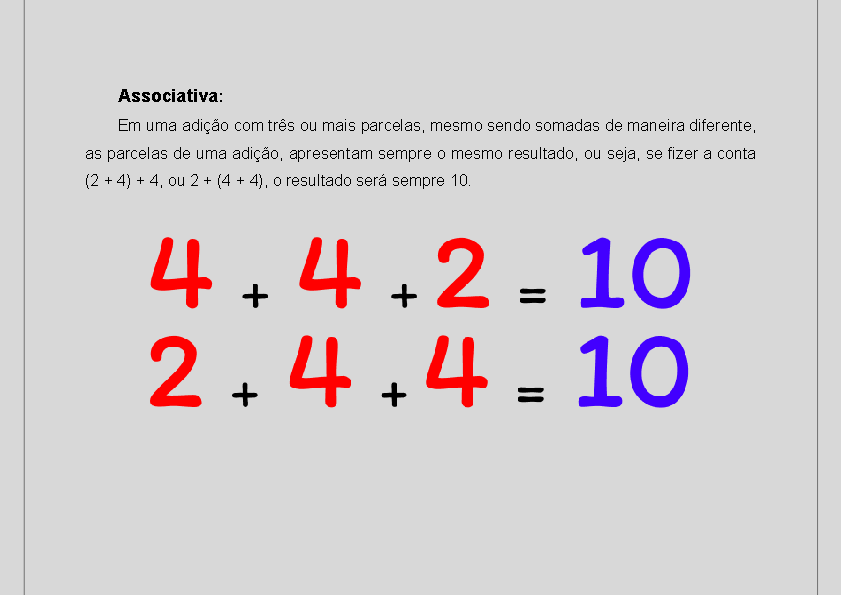 Associativa:
Em uma adição com três ou mais parcelas, mesmo sendo somadas de maneira diferente,
as parcelas de uma adição, apresentam sempre o mesmo resultado, ou seja, se fizer a conta
(2 + 4) + 4, ou 2 + (4 + 4), o resultado será sempre 10.
4 + 4 + 2 = 10
2 + 4 + 4 = 10